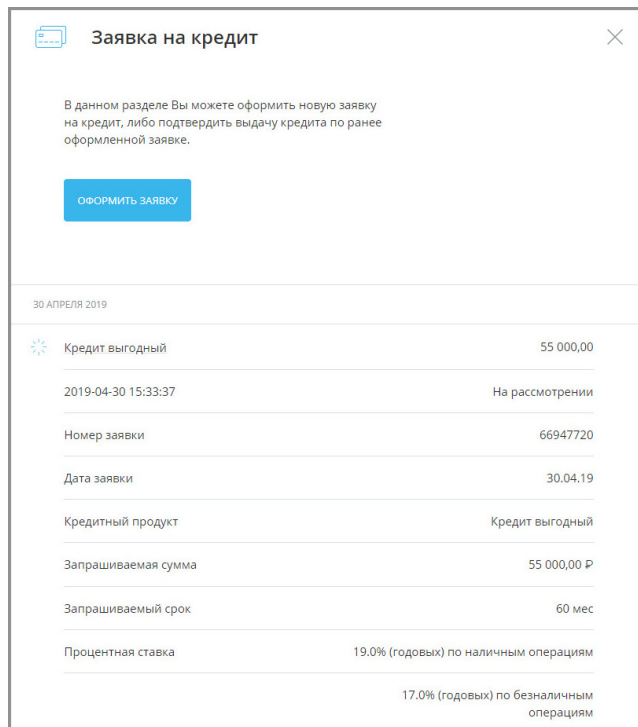 Заявка на кредит
В данном разделе Вы можете оформить новую заявку
на кредит, либо подтвердить выдачу кредита по ранее
оформленной заявке.
ОФОРМИТЬ ЗАЯВКУ
30 АПРЕЛЯ 2019
Кредит выгодный 55 000,00
2019-04-30 15:33:37 На рассмотрении
Номер заявки 66947720
Дата заявки 30.04.19
Кредитный продукт Кредит выгодный
Запрашиваемая сумма 55 000,00 ₽
Запрашиваемый срок 60 мес
Процентная ставка 19.0% (годовых) по наличным операциям
17.0% (годовых) по безналичным
операциям